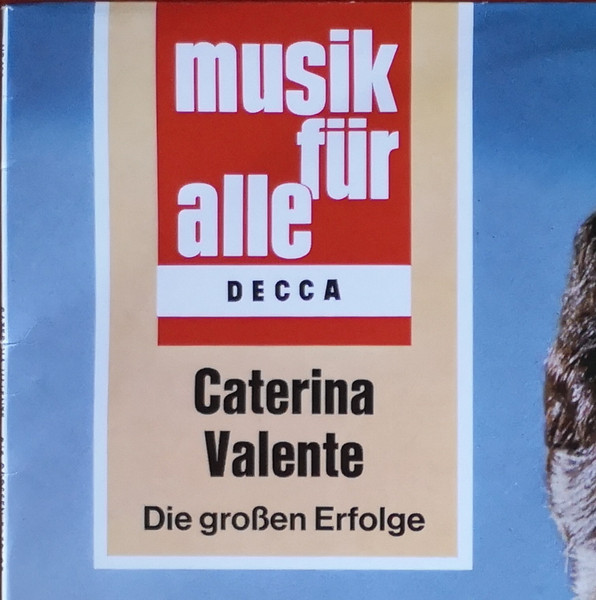 musik
für
alle
DECCA
Caterina
Valente
Die großen Erfolge